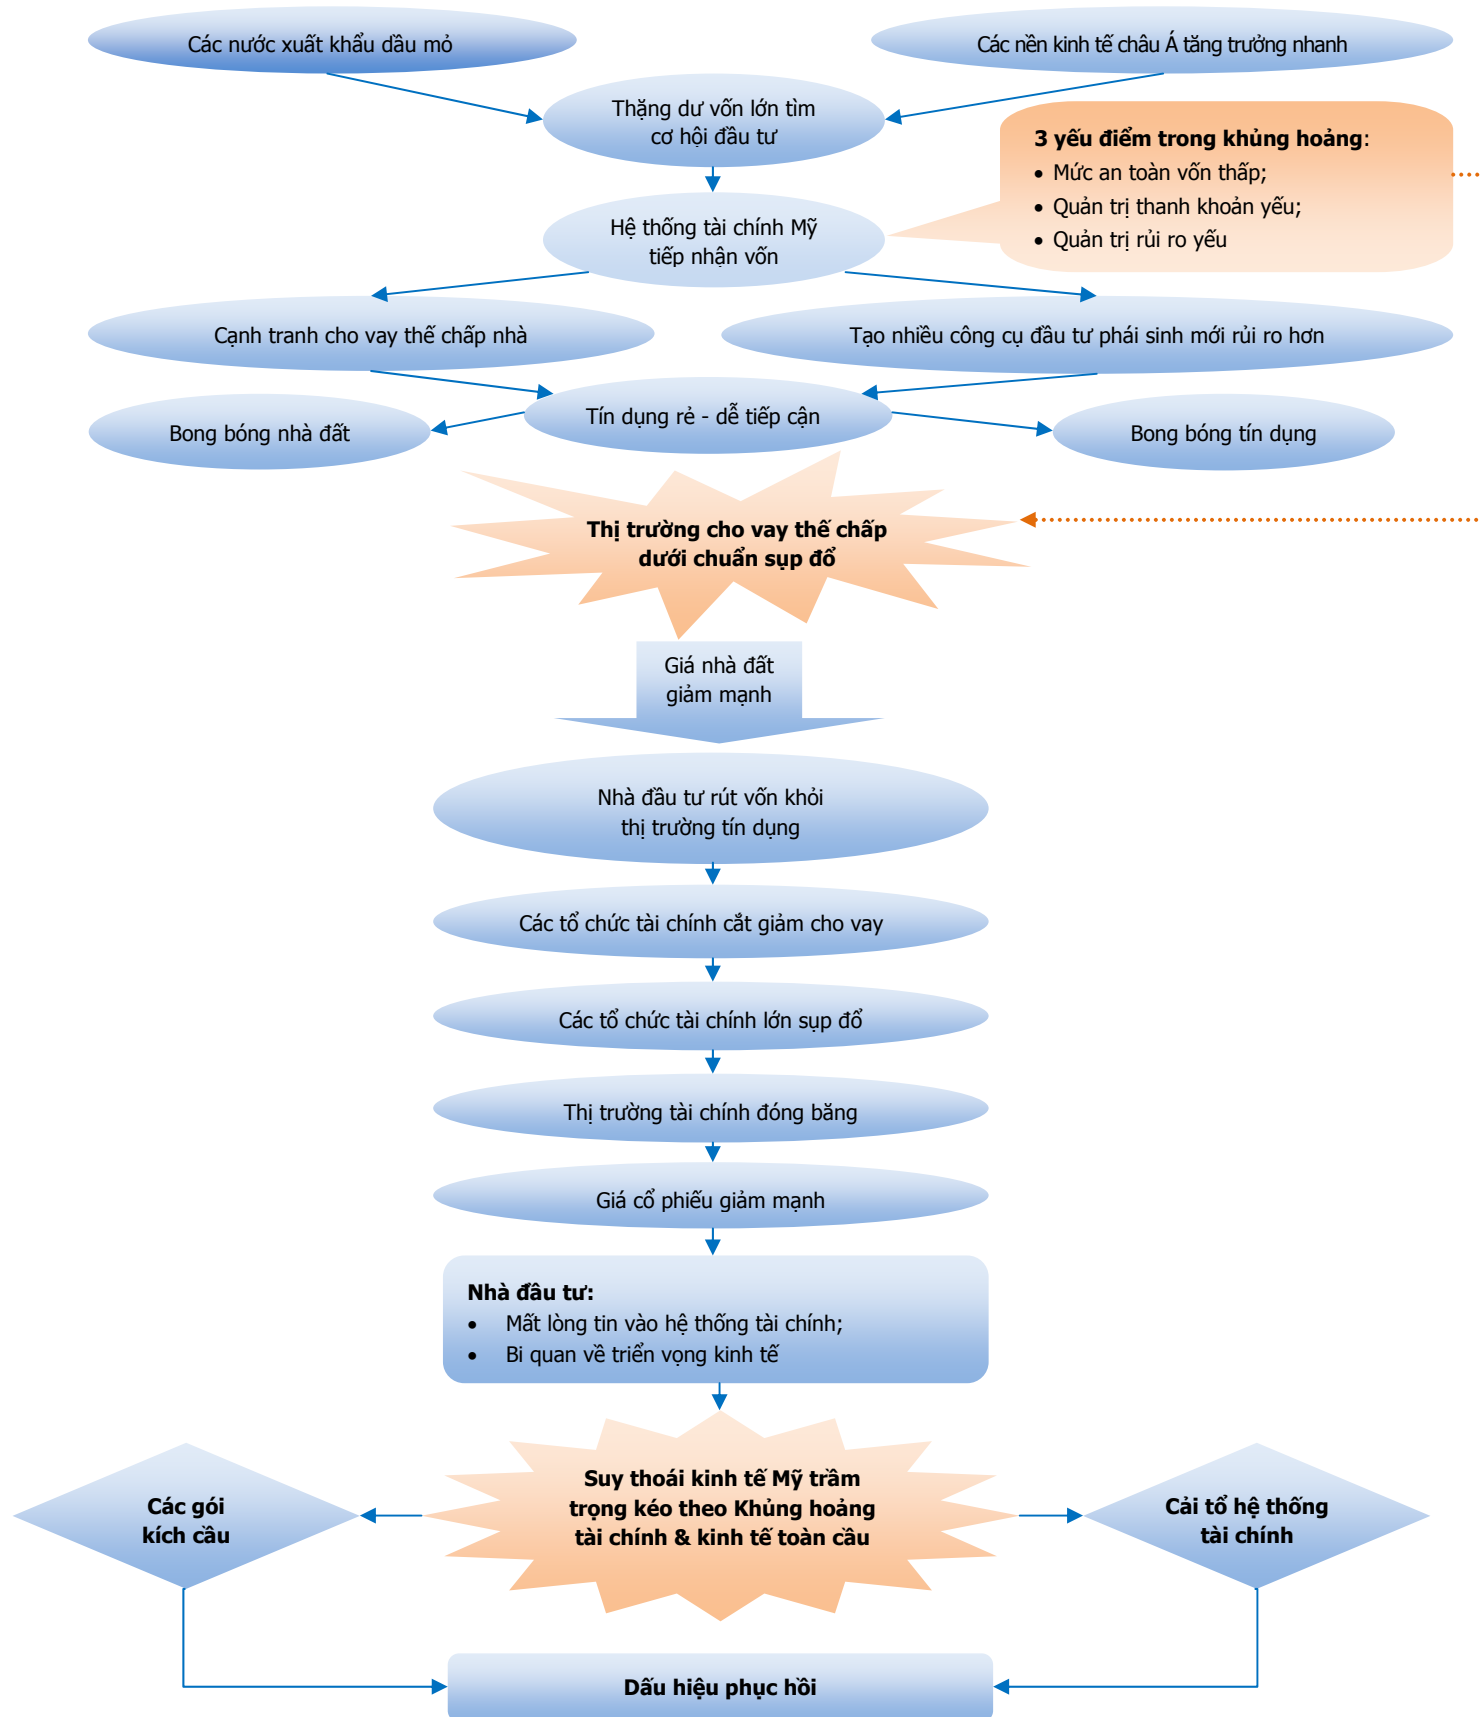 Các nước xuất khẩu dầu mỏ
Các nền kinh tế châu Á tăng trưởng nhanh
Thặng dư vốn lớn tìm
cơ hội đầu tư
3 yếu điểm trong khủng hoảng:
• Mức an toàn vốn thấp;
• Quản trị thanh khoản yếu;
• Quản trị rủi ro yếu
Hệ thống tài chính Mỹ
tiếp nhận vốn
Cạnh tranh cho vay thế chấp nhà
Tạo nhiều công cụ đầu tư phái sinh mới rủi ro hơn
Tín dụng rẻ - dễ tiếp cận
Bong bóng nhà đất
Bong bóng tín dụng
Thị trường cho vay thế chấp
dưới chuẩn sụp đổ
Giá nhà đất
giảm mạnh
Nhà đầu tư rút vốn khỏi
thị trường tín dụng
Các tổ chức tài chính cắt giảm cho vay
Các tổ chức tài chính lớn sụp đổ
Thị trường tài chính đóng băng
Giá cổ phiếu giảm mạnh
Nhà đầu tư:
• Mất lòng tin vào hệ thống tài chính;
• Bi quan về triển vọng kinh tế
Suy thoái kinh tế Mỹ trầm
trọng kéo theo Khủng hoảng
tài chính & kinh tế toàn cầu
Các gói
kích cầu
Cải tổ hệ thống
tài chính
Dấu hiệu phục hồi